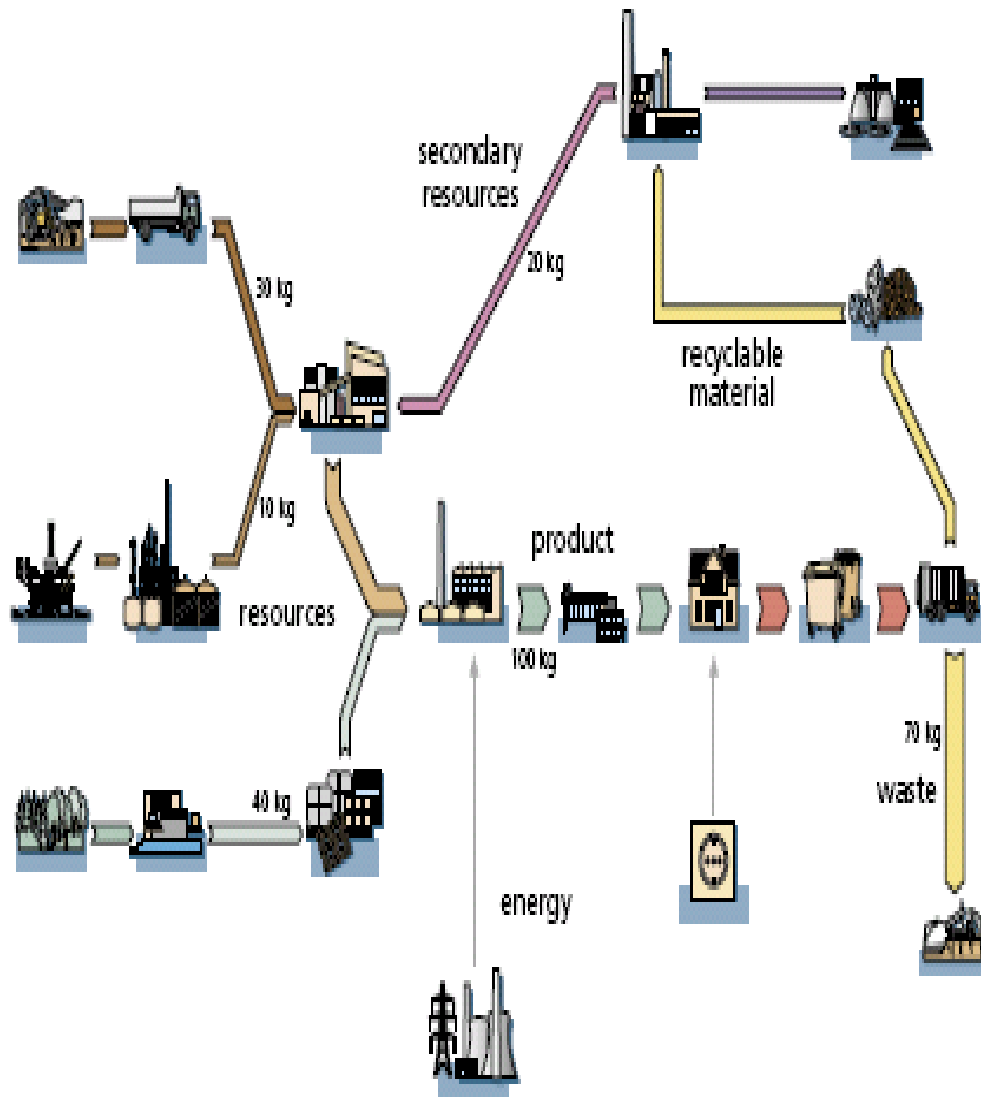 secondary
resources
20 kg
30 kg
recyclable
material
10 kg
product
resources
100 kg
70 kg
waste
40 kg
energy